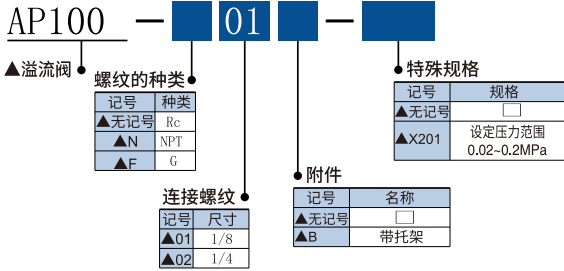 AP100 — 01 —
▲溢流阀
螺纹的种类
记号 种类
▲无记号 Rc
▲N NPT
▲F G
连接螺纹
记号 尺寸
▲01 1/8
▲02 1/4
附件
记号 名称
▲无记号 □
▲B 带托架
特殊规格
记号 规格
▲无记号 □
▲X201 设定压力范围
0.02~0.2MPa